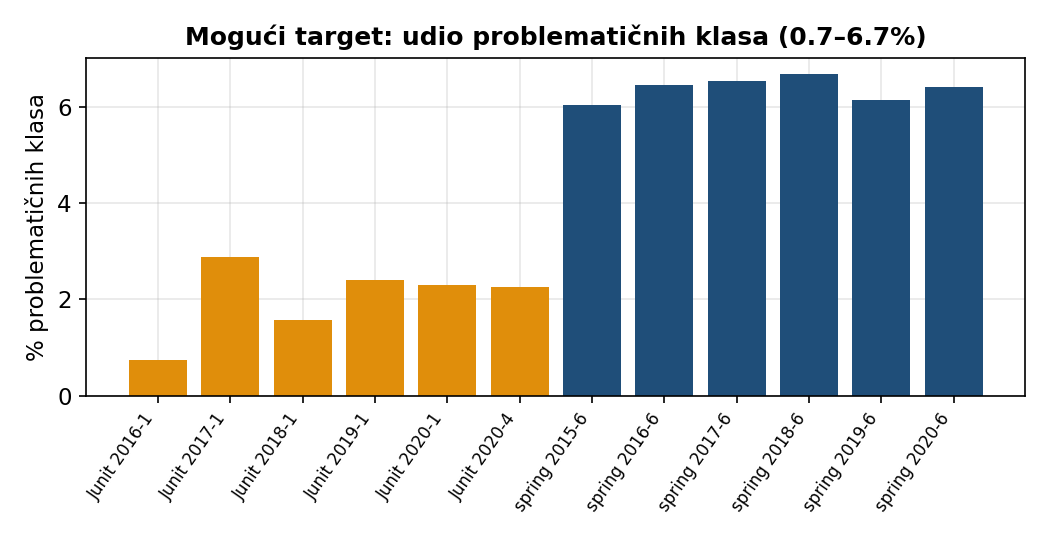 Mogući target: udio problematičnih klasa (0.7–6.7%)
% problematičnih klasa
6
4
2
0
Junit 2016-1
Junit 2017-1
Junit 2018-1
Junit 2019-1
Junit 2020-1
Junit 2020-4
spring 2015-6
spring 2016-6
spring 2017-6
spring 2018-6
spring 2019-6
spring 2020-6